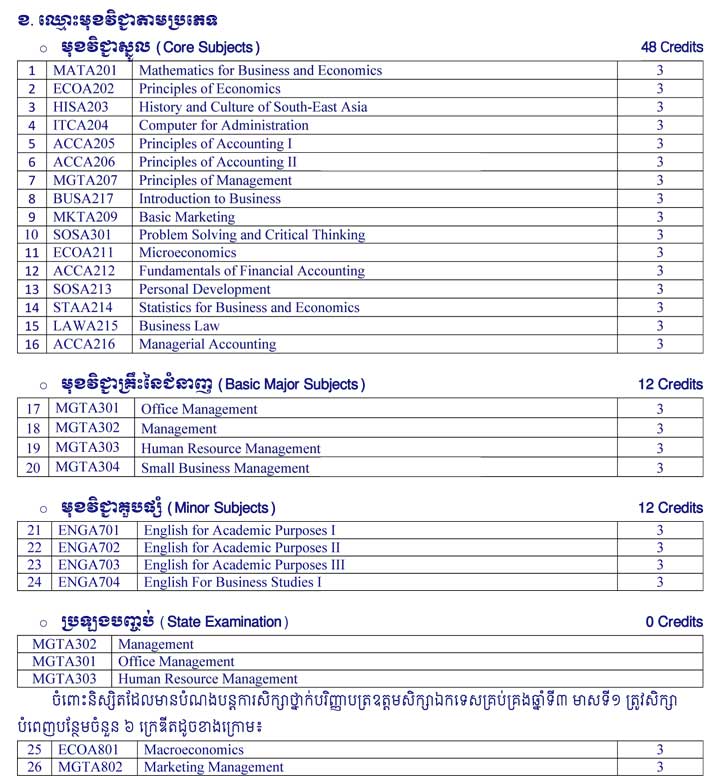 ខ. ឈ្មោះមុខវិជ្ជាតាមប្រភេទ
○ មុខវិជ្ជាស្នូល (Core Subjects) 48 Credits
1 MATA201 Mathematics for Business and Economics 3
2 ECOA202 Principles of Economics 3
3 HISA203 History and Culture of South-East Asia 3
4 ITCA204 Computer for Administration 3
5 ACCA205 Principles of Accounting I 3
6 ACCA206 Principles of Accounting II 3
7 MGTA207 Principles of Management 3
8 BUSA217 Introduction to Business 3
9 MKTA209 Basic Marketing 3
10 SOSA301 Problem Solving and Critical Thinking 3
11 ECOA211 Microeconomics 3
12 ACCA212 Fundamentals of Financial Accounting 3
13 SOSA213 Personal Development 3
14 STAA214 Statistics for Business and Economics 3
15 LAWA215 Business Law 3
16 ACCA216 Managerial Accounting 3
○ មុខវិជ្ជាគ្រឹះនៃជំនាញ (Basic Major Subjects) 12 Credits
17 MGTA301 Office Management 3
18 MGTA302 Management 3
19 MGTA303 Human Resource Management 3
20 MGTA304 Small Business Management 3
○ មុខវិជ្ជាគួបផ្សំ (Minor Subjects) 12 Credits
21 ENGA701 English for Academic Purposes I 3
22 ENGA702 English for Academic Purposes II 3
23 ENGA703 English for Academic Purposes III 3
24 ENGA704 English For Business Studies I 3
○ ប្រឡងបញ្ចប់ (State Examination) 0 Credits
MGTA302 Management
MGTA301 Office Management
MGTA303 Human Resource Management
ចំពោះនិស្សិតដែលមានបំណងបន្តការសិក្សាថ្នាក់បរិញ្ញាបត្រឧត្តមសិក្សាឯកទេសគ្រប់គ្រងឆ្នាំទី៣ មាសទី១ ត្រូវសិក្សា
បំពេញបន្ថែមចំនួន ៦ ក្រេឌីតដូចខាងក្រោម៖
25 ECOA801 Macroeconomics 3
26 MGTA802 Marketing Management 3